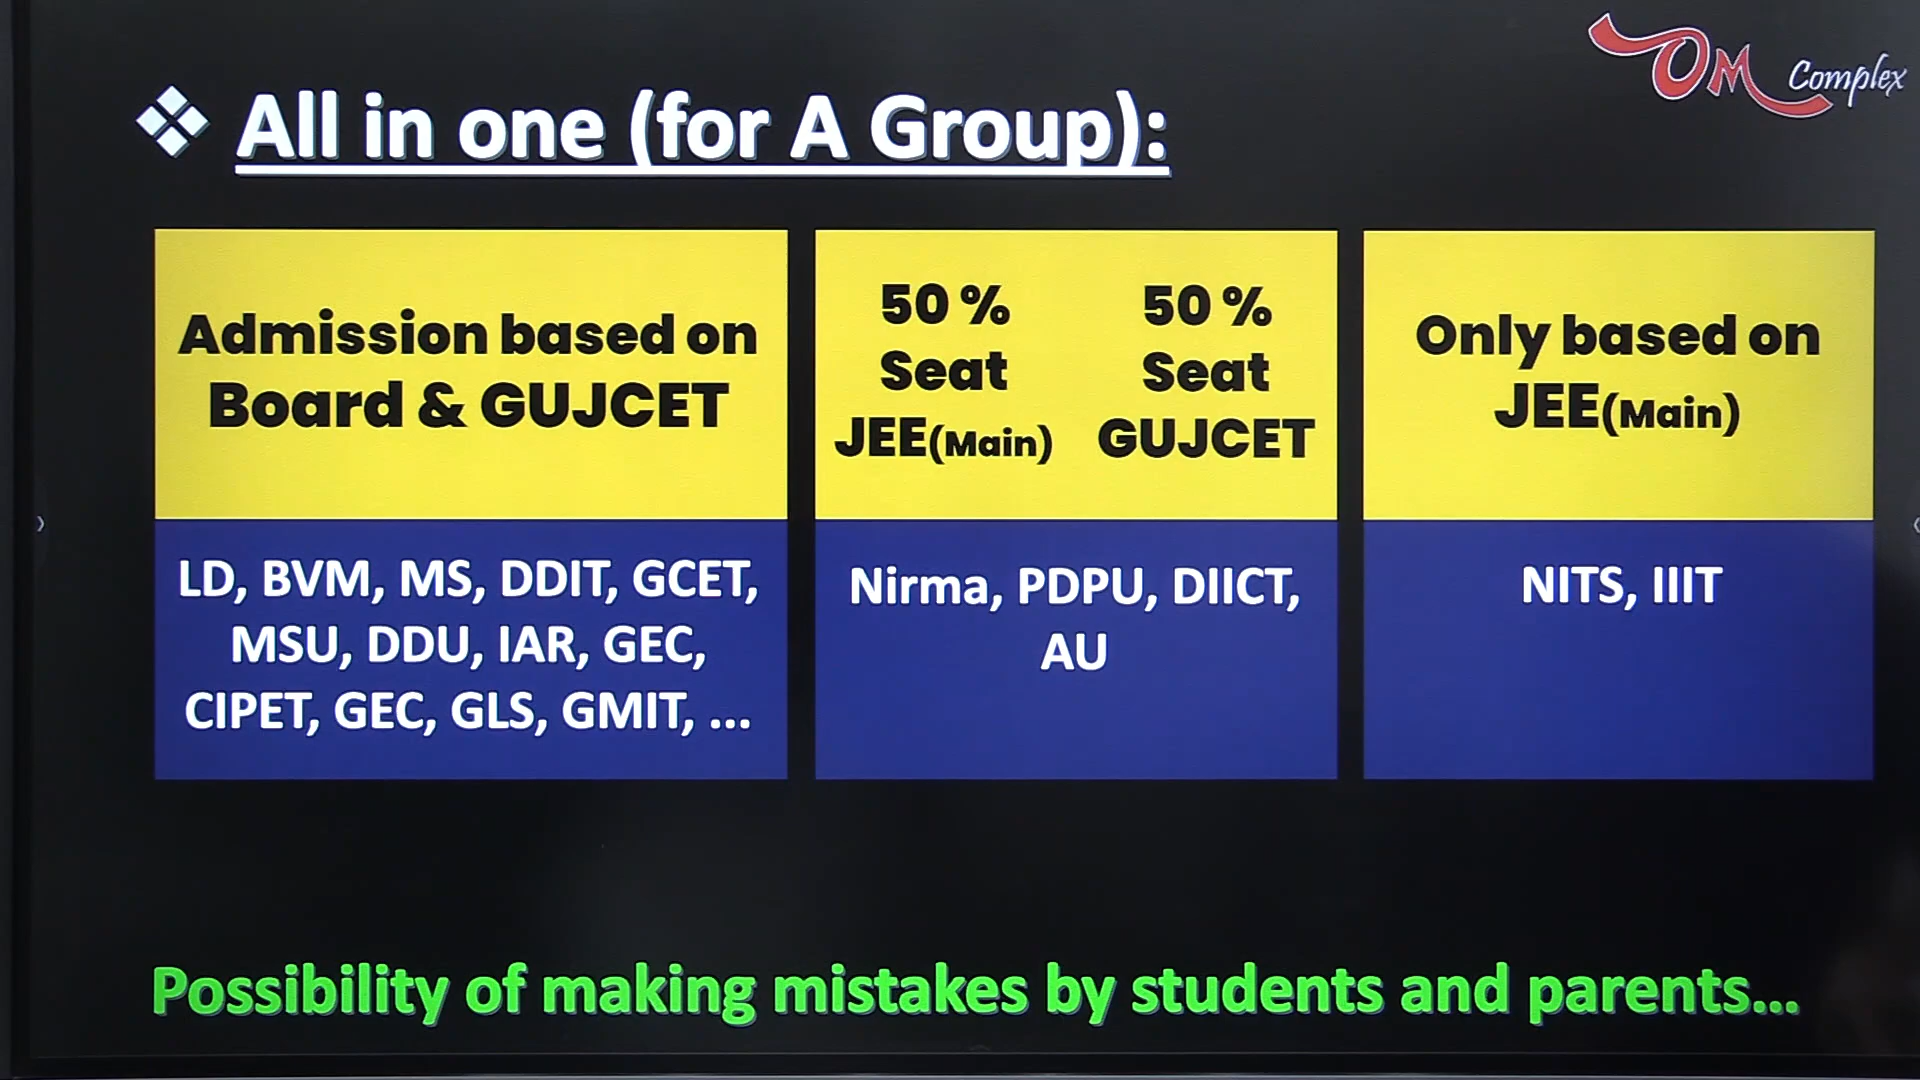 OM Complex
❖ All in one (for A Group):
Admission based on
Board & GUJCET
50 %
Seat
JEE(Main)
50 %
Seat
GUJCET
Only based on
JEE(Main)
LD, BVM, MS, DDIT, GCET,
MSU, DDU, IAR, GEC,
CIPET, GEC, GLS, GMIT, ...
Nirma, PDPU, DIICT,
AU
NITS, IIIT
Possibility of making mistakes by students and parents...